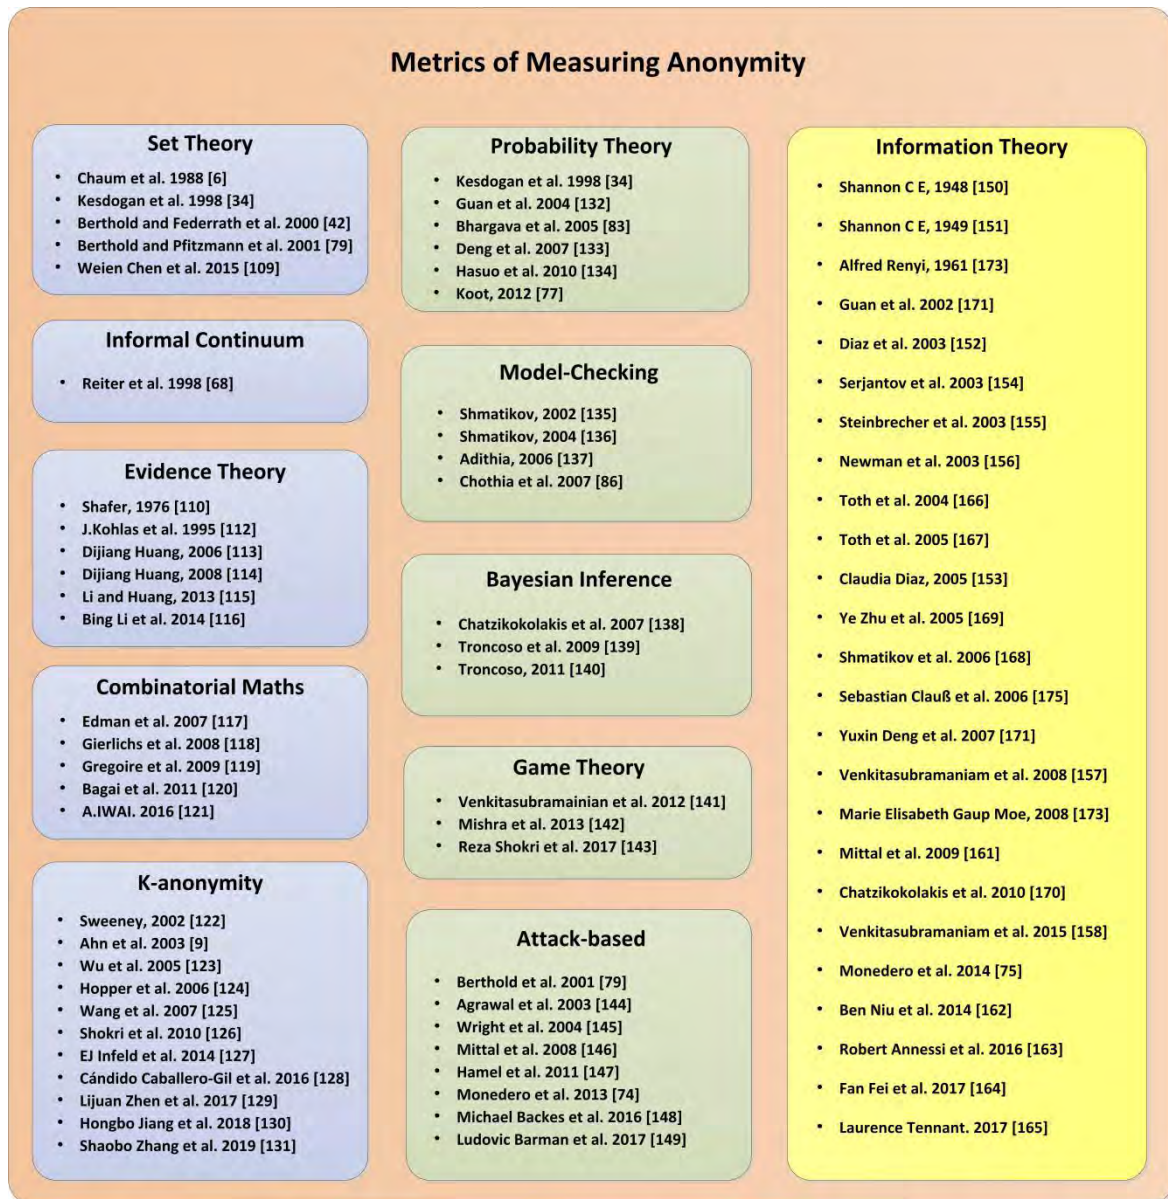 Metrics of Measuring Anonymity
Set Theory
• Chaum et al. 1988 [6]
• Kesdogan et al. 1998 [34]
• Berthold and Federrath et al. 2000 [42]
• Berthold and Pfitzmann et al. 2001 [79]
• Weien Chen et al. 2015 [109]
Informal Continuum
• Reiter et al. 1998 [68]
Evidence Theory
• Shafer, 1976 [110]
• J.Kohlas et al. 1995 [112]
• Dijiang Huang, 2006 [113]
• Dijiang Huang, 2008 [114]
• Li and Huang, 2013 [115]
• Bing Li et al. 2014 [116]
Combinatorial Maths
• Edman et al. 2007 [117]
• Gierlichs et al. 2008 [118]
• Gregoire et al. 2009 [119]
• Bagai et al. 2011 [120]
• A.IWAI. 2016 [121]
K-anonymity
• Sweeney, 2002 [122]
• Ahn et al. 2003 [9]
• Wu et al. 2005 [123]
• Hopper et al. 2006 [124]
• Wang et al. 2007 [125]
• Shokri et al. 2010 [126]
• EJ Infeld et al. 2014 [127]
• Cándido Caballero-Gil et al. 2016 [128]
• Lijuan Zhen et al. 2017 [129]
• Hongbo Jiang et al. 2018 [130]
• Shaobo Zhang et al. 2019 [131]
Probability Theory
• Kesdogan et al. 1998 [34]
• Guan et al. 2004 [132]
• Bhargava et al. 2005 [83]
• Deng et al. 2007 [133]
• Hasuo et al. 2010 [134]
• Koot, 2012 [77]
Model-Checking
• Shmatikov, 2002 [135]
• Shmatikov, 2004 [136]
• Adithia, 2006 [137]
• Chothia et al. 2007 [86]
Bayesian Inference
• Chatzikokolakis et al. 2007 [138]
• Troncoso et al. 2009 [139]
• Troncoso, 2011 [140]
Game Theory
• Venkitasubramainian et al. 2012 [141]
• Mishra et al. 2013 [142]
• Reza Shokri et al. 2017 [143]
Attack-based
• Berthold et al. 2001 [79]
• Agrawal et al. 2003 [144]
• Wright et al. 2004 [145]
• Mittal et al. 2008 [146]
• Hamel et al. 2011 [147]
• Monedero et al. 2013 [74]
• Michael Backes et al. 2016 [148]
• Ludovic Barman et al. 2017 [149]
Information Theory
• Shannon C E, 1948 [150]
• Shannon C E, 1949 [151]
• Alfred Renyi, 1961 [173]
• Guan et al. 2002 [171]
• Diaz et al. 2003 [152]
• Serjantov et al. 2003 [154]
• Steinbrecher et al. 2003 [155]
• Newman et al. 2003 [156]
• Toth et al. 2004 [166]
• Toth et al. 2005 [167]
• Claudia Diaz, 2005 [153]
• Ye Zhu et al. 2005 [169]
• Shmatikov et al. 2006 [168]
• Sebastian Clauß et al. 2006 [175]
• Yuxin Deng et al. 2007 [171]
• Venkitasubramaniam et al. 2008 [157]
• Marie Elisabeth Gaup Moe, 2008 [173]
• Mittal et al. 2009 [161]
• Chatzikokolakis et al. 2010 [170]
• Venkitasubramaniam et al. 2015 [158]
• Monedero et al. 2014 [75]
• Ben Niu et al. 2014 [162]
• Robert Annessi et al. 2016 [163]
• Fan Fei et al. 2017 [164]
• Laurence Tennant. 2017 [165]